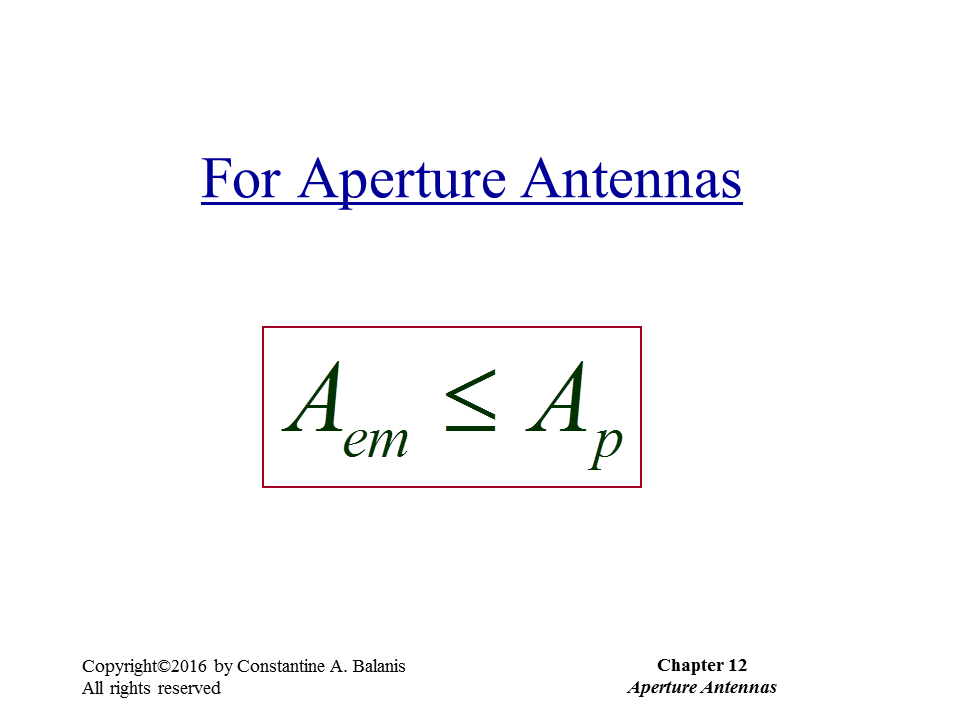 For Aperture Antennas
A_em ≤ A_p
Copyright©2016 by Constantine A. Balanis
All rights reserved
Chapter 12
Aperture Antennas